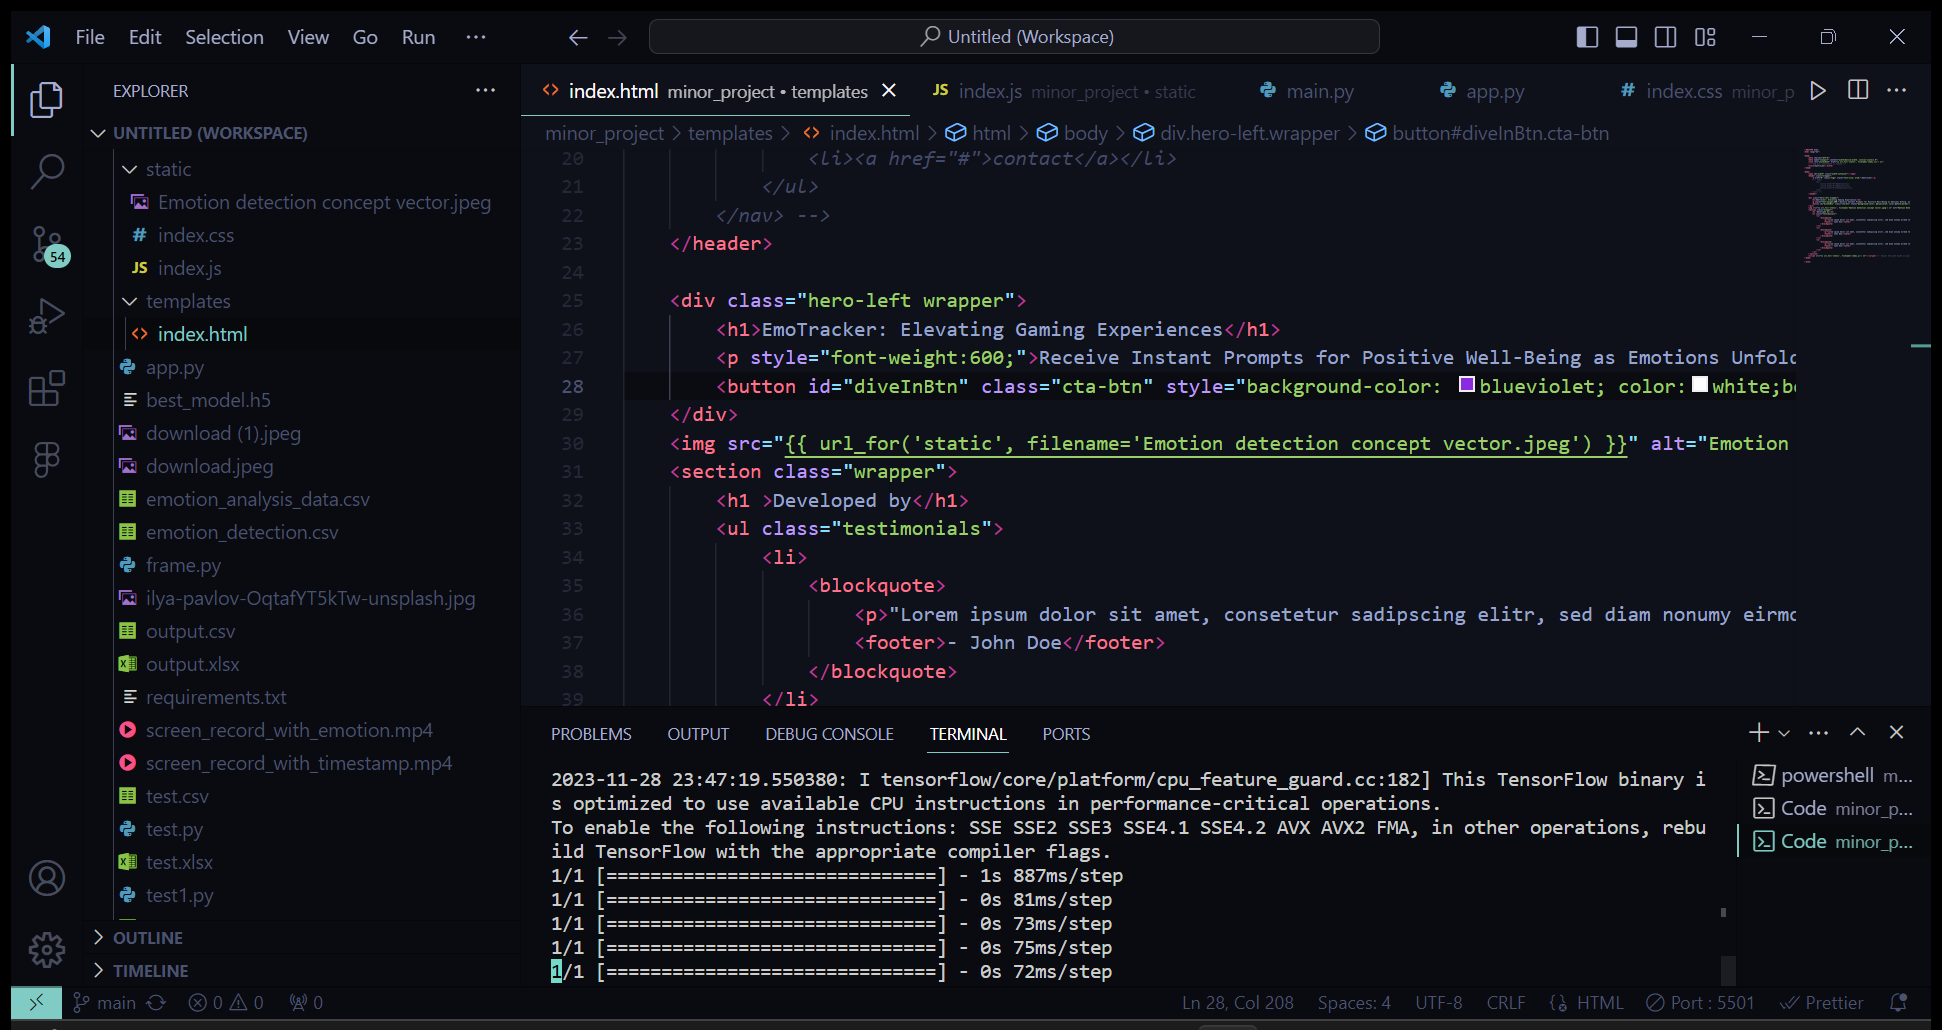 File Edit Selection View Go Run ··· Untitled (Workspace)
EXPLORER ···
UNTITLED (WORKSPACE)
static
Emotion detection concept vector.jpeg
# index.css
JS index.js
templates
<> index.html
app.py
best_model.h5
download (1).jpeg
download.jpeg
emotion_analysis_data.csv
emotion_detection.csv
frame.py
ilya-pavlov-OqtafYT5kTw-unsplash.jpg
output.csv
output.xlsx
requirements.txt
screen_record_with_emotion.mp4
screen_record_with_timestamp.mp4
test.csv
test.py
test.xlsx
test1.py
OUTLINE
TIMELINE
54
<> index.html minor_project • templates JS index.js minor_project • static main.py app.py # index.css minor_p
minor_project > templates > <> index.html > html > body > div.hero-left.wrapper > button#diveInBtn.cta-btn
20 <li><a href="#">contact</a></li>
21 </ul>
22 </nav> -->
23 </header>
24
25 <div class="hero-left wrapper">
26 <h1>EmoTracker: Elevating Gaming Experiences</h1>
27 <p style="font-weight:600;">Receive Instant Prompts for Positive Well-Being as Emotions Unfol
28 <button id="diveInBtn" class="cta-btn" style="background-color: blueviolet; color: white;b
29 </div>
30 <img src="{{ url_for('static', filename='Emotion detection concept vector.jpeg') }}" alt="Emotion
31 <section class="wrapper">
32 <h1 >Developed by</h1>
33 <ul class="testimonials">
34 <li>
35 <blockquote>
36 <p>"Lorem ipsum dolor sit amet, consetetur sadipscing elitr, sed diam nonumy eirmo
37 <footer>- John Doe</footer>
38 </blockquote>
39 </li>
PROBLEMS OUTPUT DEBUG CONSOLE TERMINAL PORTS
2023-11-28 23:47:19.550380: I tensorflow/core/platform/cpu_feature_guard.cc:182] This TensorFlow binary i
s optimized to use available CPU instructions in performance-critical operations.
To enable the following instructions: SSE SSE2 SSE3 SSE4.1 SSE4.2 AVX AVX2 FMA, in other operations, rebu
ild TensorFlow with the appropriate compiler flags.
1/1 [==============================] - 1s 887ms/step
1/1 [==============================] - 0s 81ms/step
1/1 [==============================] - 0s 73ms/step
1/1 [==============================] - 0s 75ms/step
1/1 [==============================] - 0s 72ms/step
powershell m...
Code minor_p...
Code minor_p...
main 0 0 0 Ln 28, Col 208 Spaces: 4 UTF-8 CRLF HTML Port : 5501 Prettier